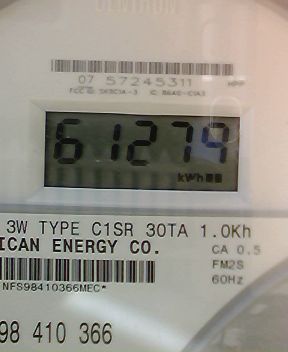 CENTRON
07 57245311
61279
kWh
3W TYPE C1SR 30TA 1.0Kh
ICAN ENERGY CO.
CA 0.5
FM2S
60Hz
NFS98410366MEC*
98 410 366